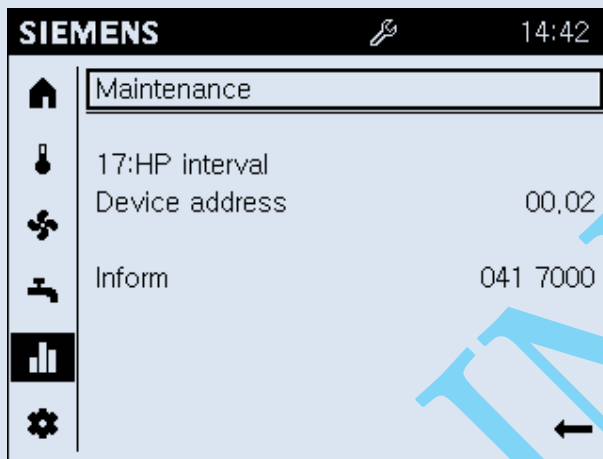 SIEMENS 14:42
Maintenance
17:HP interval
Device address 00.02
Inform 041 7000